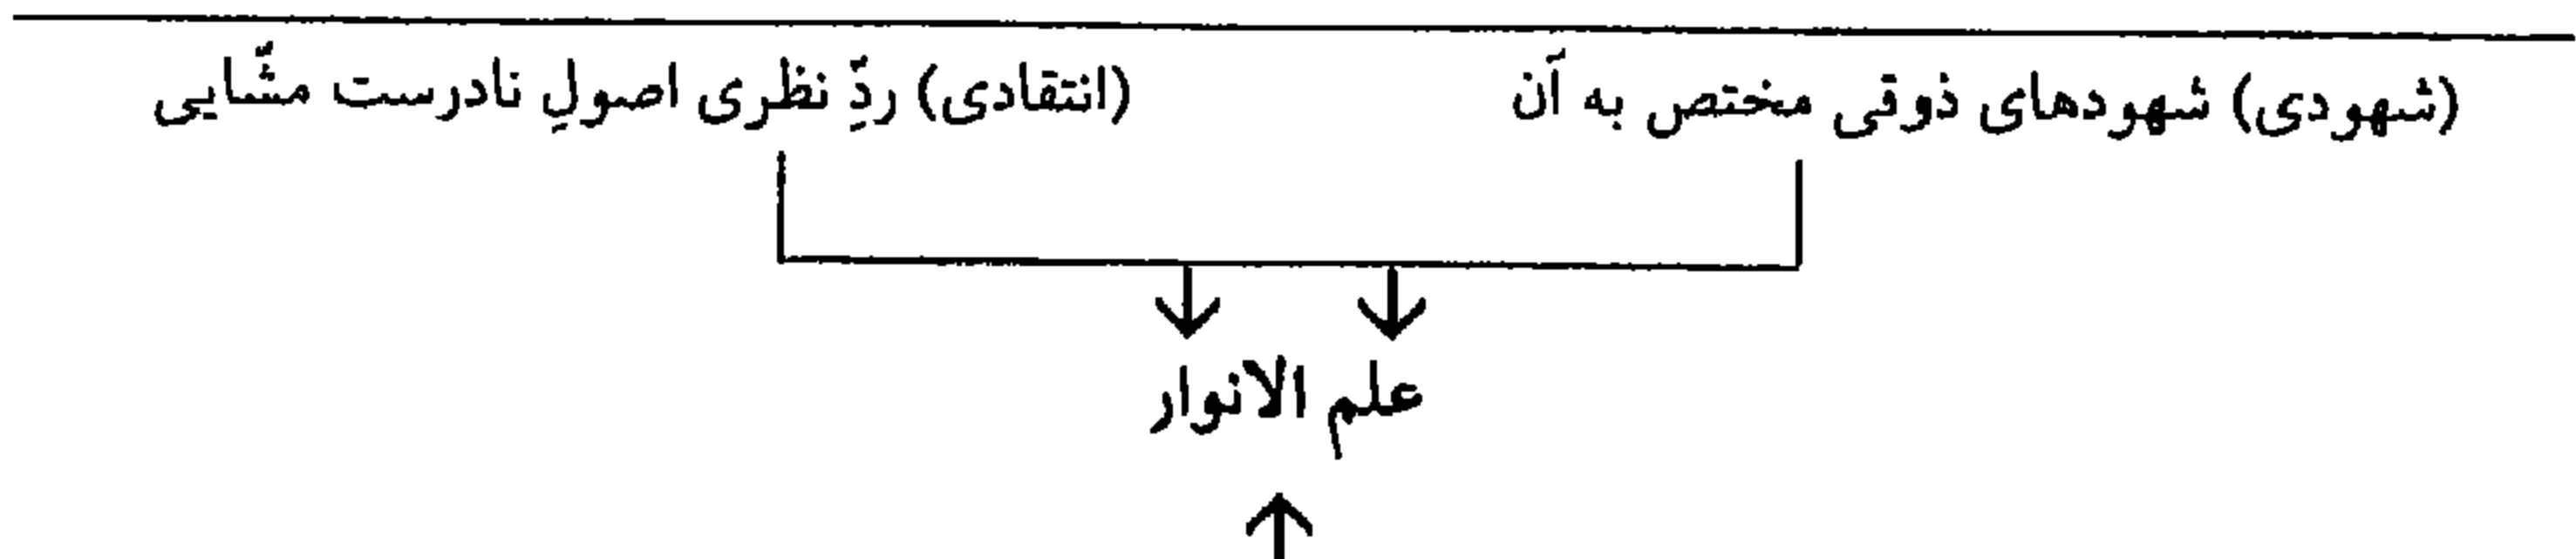 (شهودی) شهودهای ذوقی مختص به آن (انتقادی) ردِّ نظری اصولِ نادرست مشّایی
علم الانوار